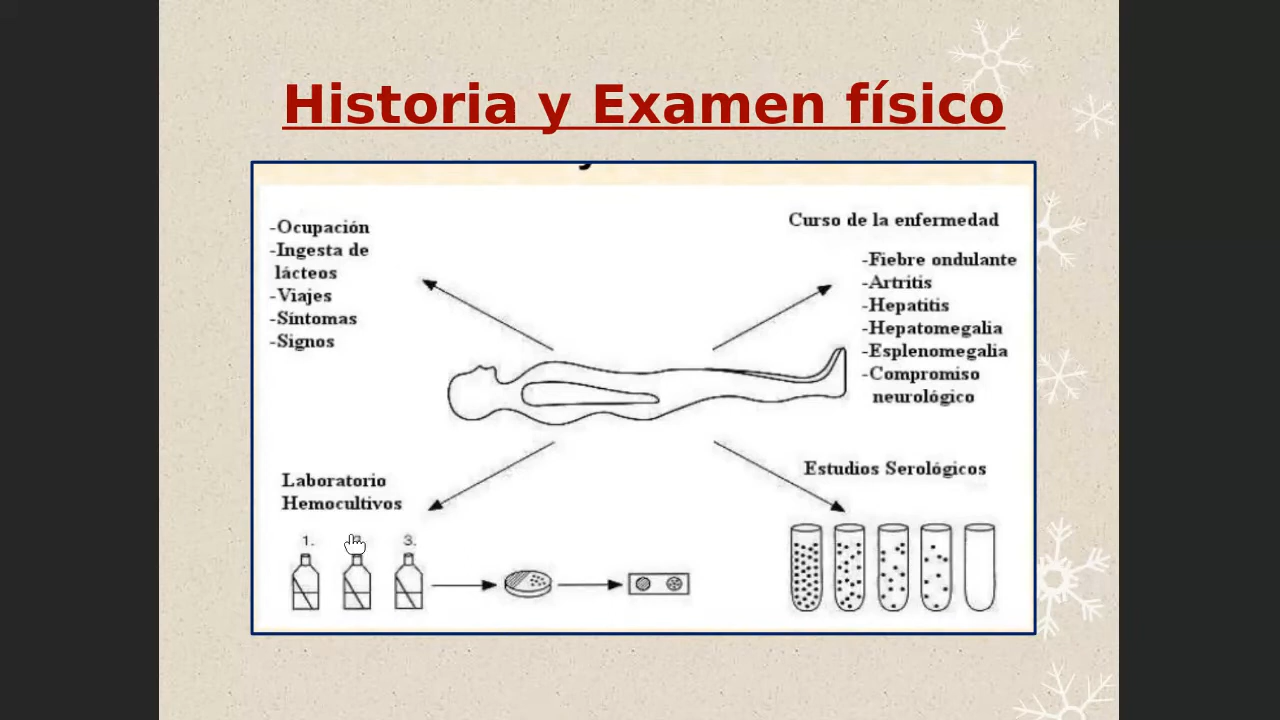 Historia y Examen físico
-Ocupación
-Ingesta de
lácteos
-Viajes
-Síntomas
-Signos
Curso de la enfermedad
-Fiebre ondulante
-Artritis
-Hepatitis
-Hepatomegalia
-Esplenomegalia
-Compromiso
neurológico
Laboratorio
Hemocultivos
1. 3.
Estudios Serológicos